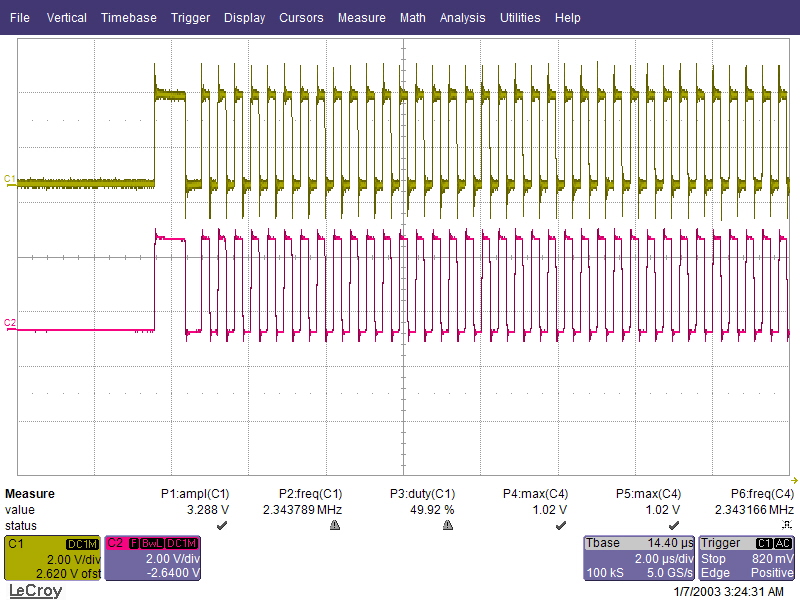 File Vertical Timebase Trigger Display Cursors Measure Math Analysis Utilities Help
C1
C2
Measure P1:ampl(C1) P2:freq(C1) P3:duty(C1) P4:max(C4) P5:max(C4) P6:freq(C4)
value 3.288 V 2.343789 MHz 49.92 % 1.02 V 1.02 V 2.343166 MHz
status
C1 DC1M
2.00 V/div
2.620 V ofst
C2 F BwL DC1M
2.00 V/div
-2.6400 V
Tbase 14.40 µs
2.00 µs/div
100 kS 5.0 GS/s
Trigger C1 AC
Stop 820 mV
Edge Positive
LeCroy
1/7/2003 3:24:31 AM